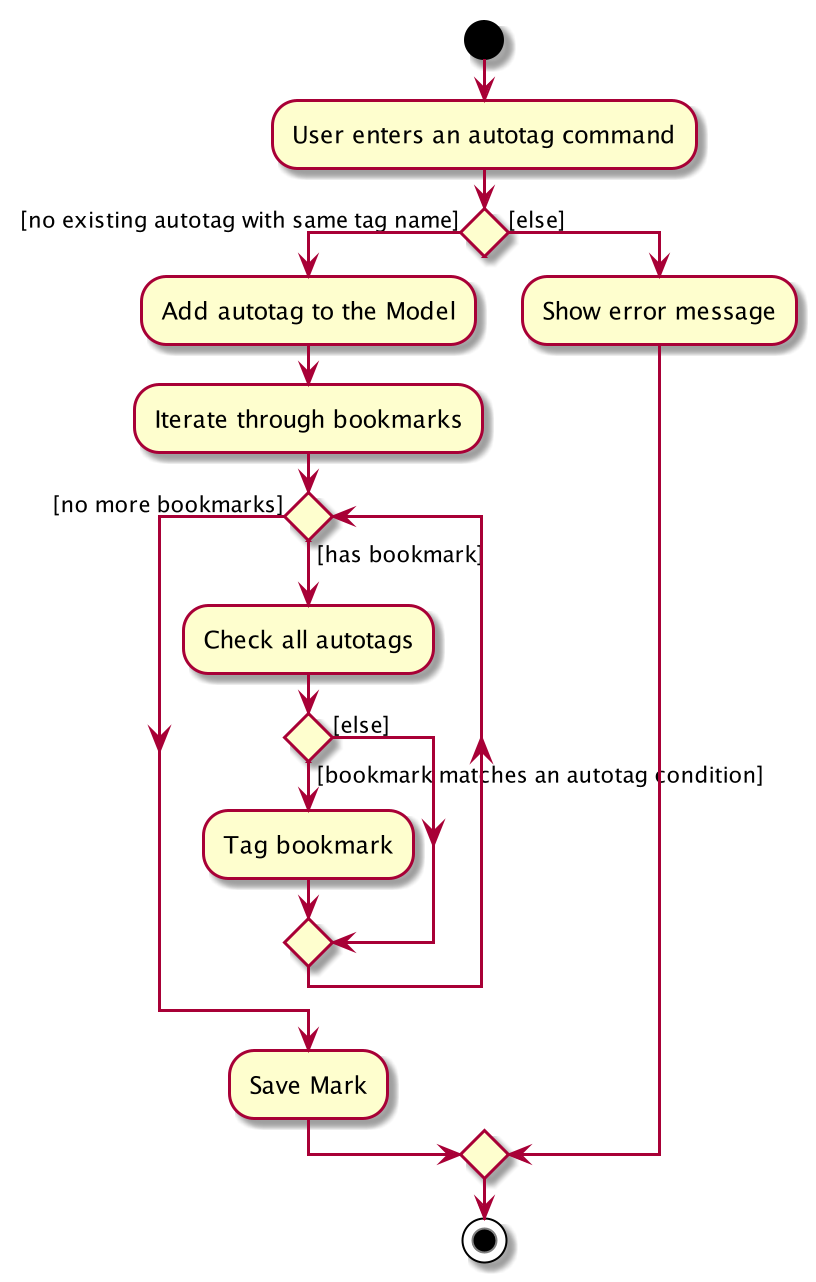 User enters an autotag command
[no existing autotag with same tag name]
[else]
Add autotag to the Model
Show error message
Iterate through bookmarks
[no more bookmarks]
[has bookmark]
Check all autotags
[else]
[bookmark matches an autotag condition]
Tag bookmark
Save Mark